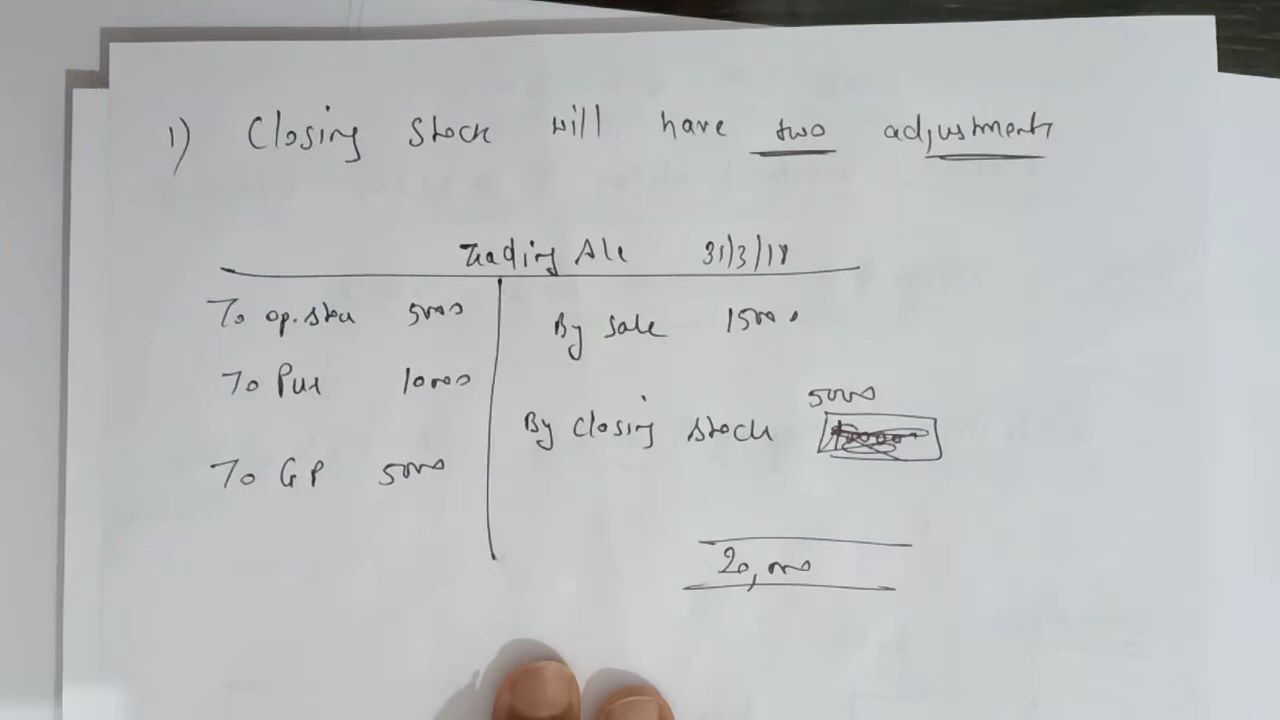 1) Closing Stock will have two adjustments
Trading A/c 31/3/18
To op. stock 5000
By Sale 15000
To Pur 10000
5000
By Closing stock
To GP 5000
20,000